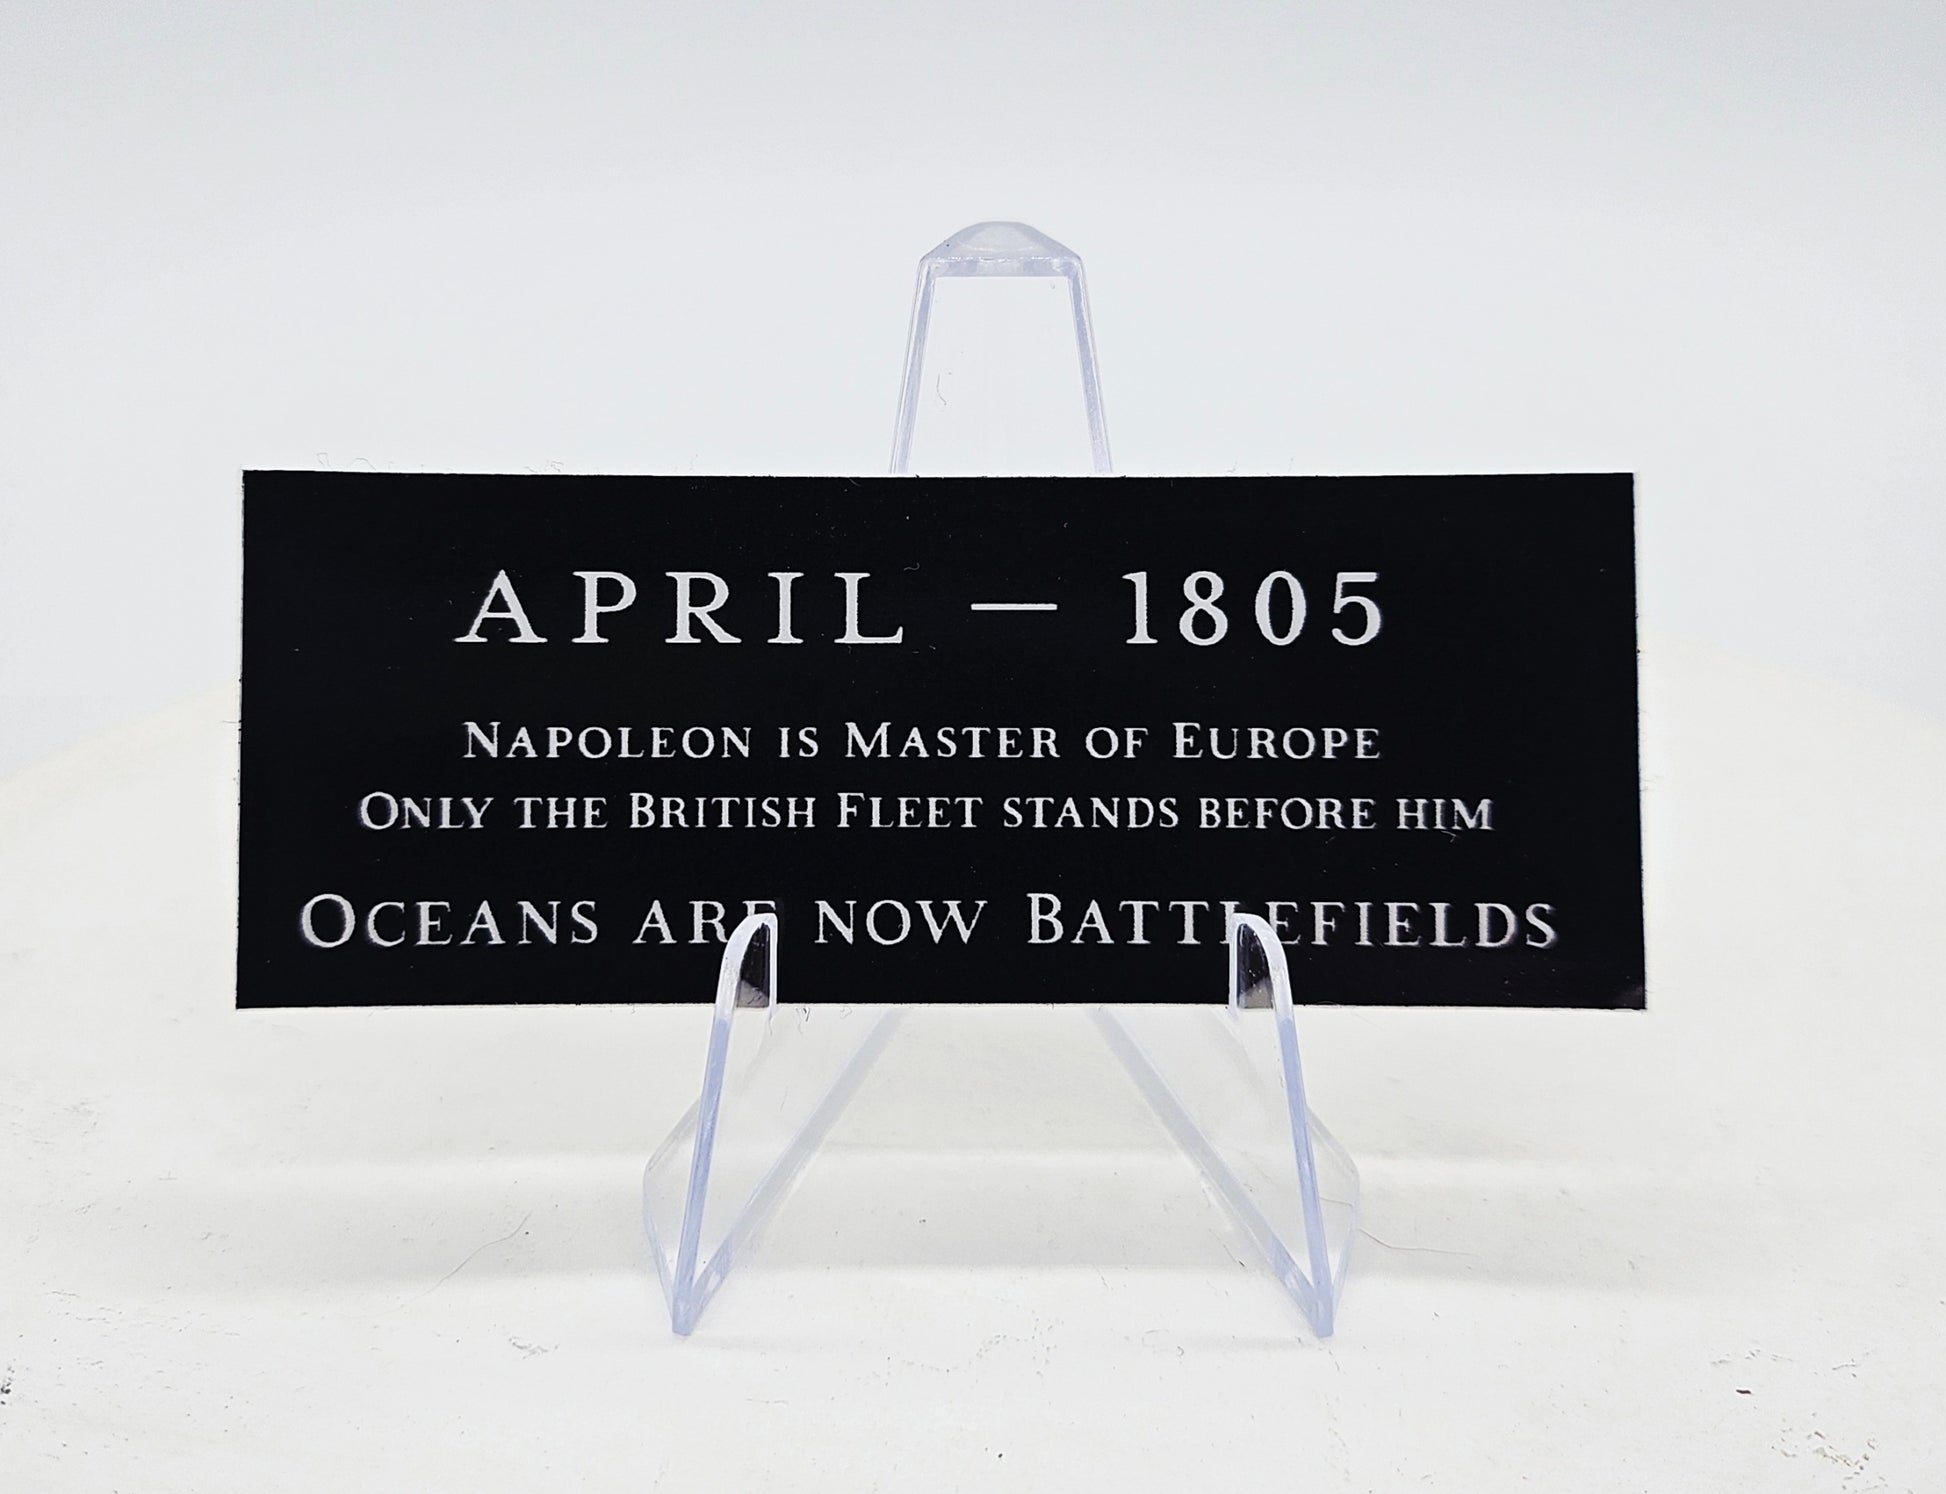 APRIL — 1805
NAPOLEON IS MASTER OF EUROPE
ONLY THE BRITISH FLEET STANDS BEFORE HIM
OCEANS ARE NOW BATTLEFIELDS